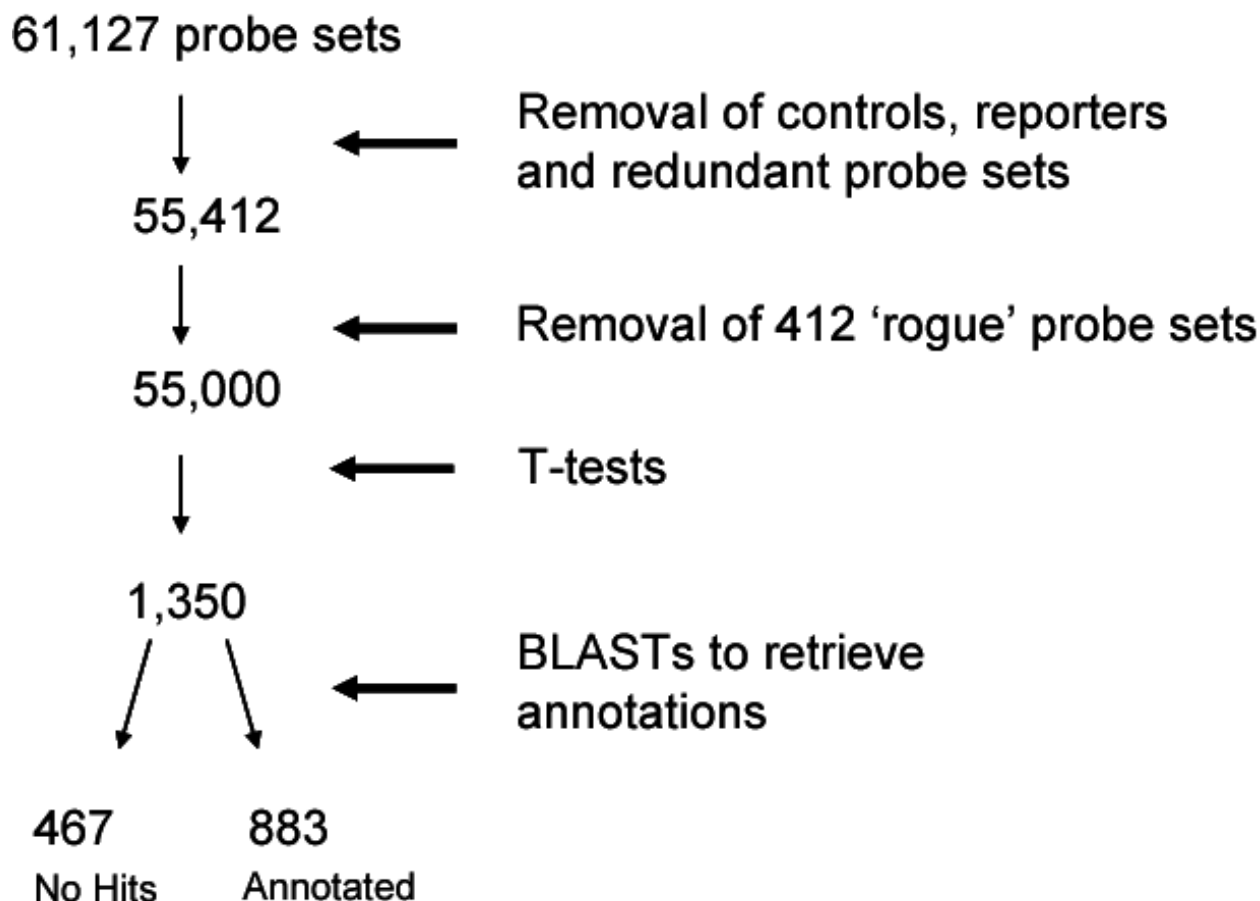 61,127 probe sets
Removal of controls, reporters
and redundant probe sets
55,412
Removal of 412 ‘rogue’ probe sets
55,000
T-tests
1,350
BLASTs to retrieve
annotations
467
No Hits
883
Annotated